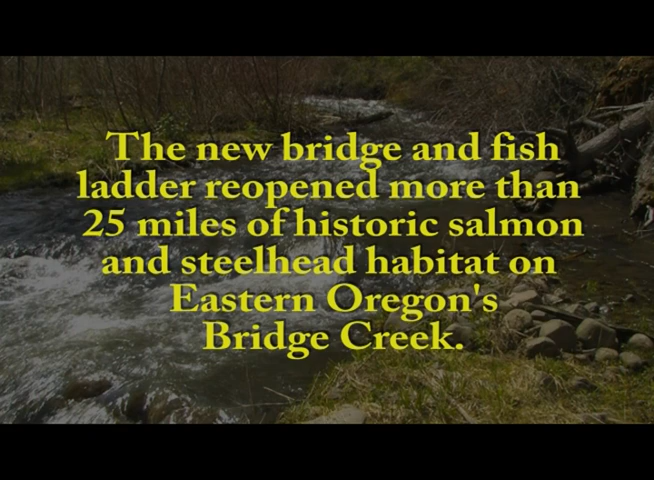 The new bridge and fish
ladder reopened more than
25 miles of historic salmon
and steelhead habitat on
Eastern Oregon's
Bridge Creek.